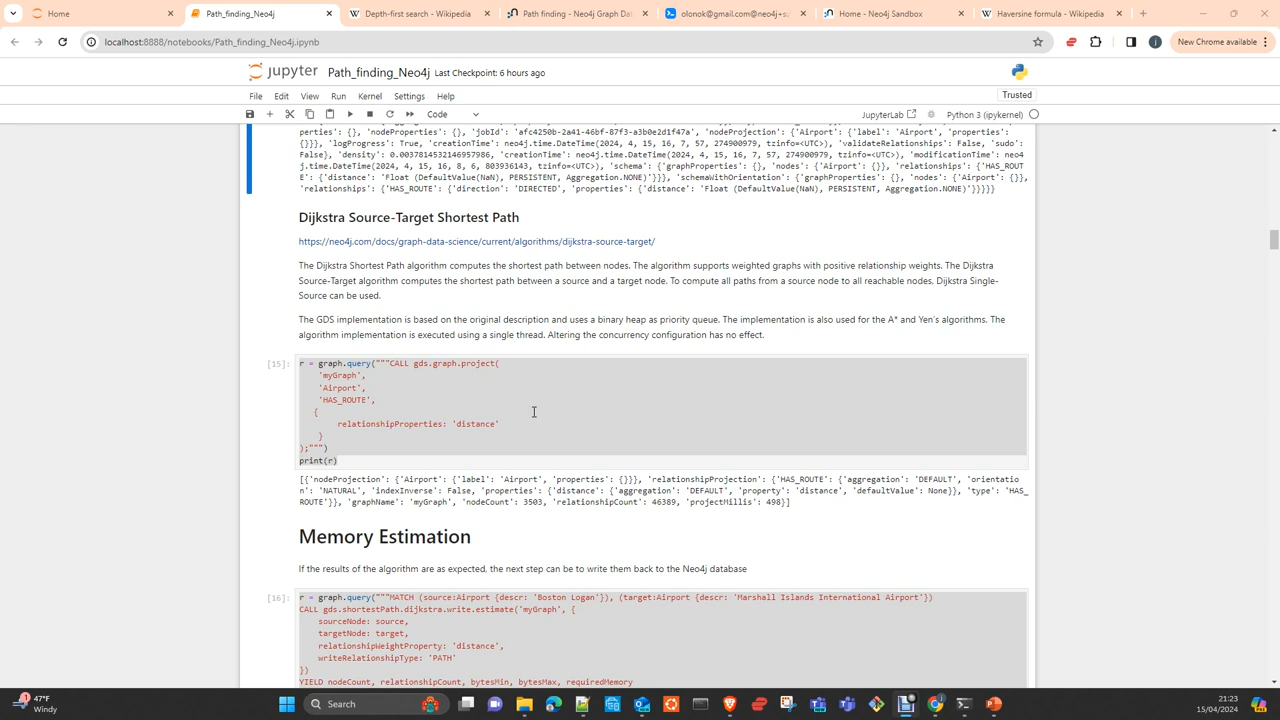 Home
Path_finding_Neo4j
Depth-first search - Wikipedia
Path finding - Neo4j Graph Dat
olonok@gmail.com@neo4j+s
Home - Neo4j Sandbox
Haversine formula - Wikipedia
localhost:8888/notebooks/Path_finding_Neo4j.ipynb
New Chrome available
jupyter Path_finding_Neo4j Last Checkpoint: 6 hours ago
File Edit View Run Kernel Settings Help
Trusted
Code
JupyterLab
Python 3 (ipykernel)
perties': {}, 'nodeProperties': {}, 'jobId': 'afc4250b-2a41-46bf-87f3-a3b0e2d1f47a', 'nodeProjection': {'Airport': {'label': 'Airport', 'properties':
{}}}, 'logProgress': True, 'creationTime': neo4j.time.DateTime(2024, 4, 15, 16, 7, 57, 274900979, tzinfo=<UTC>), 'validateRelationships': False, 'sudo':
False}, 'density': 0.0037814532146957986, 'creationTime': neo4j.time.DateTime(2024, 4, 15, 16, 7, 57, 274900979, tzinfo=<UTC>), 'modificationTime': neo4
j.time.DateTime(2024, 4, 15, 16, 8, 6, 803936143, tzinfo=<UTC>), 'schema': {'graphProperties': {}, 'nodes': {'Airport': {}}, 'relationships': {'HAS_ROUT
E': {'distance': 'Float (DefaultValue(NaN), PERSISTENT, Aggregation.NONE)'}}}, 'schemaWithOrientation': {'graphProperties': {}, 'nodes': {'Airport': {}},
'relationships': {'HAS_ROUTE': {'direction': 'DIRECTED', 'properties': {'distance': 'Float (DefaultValue(NaN), PERSISTENT, Aggregation.NONE)'}}}}}]
Dijkstra Source-Target Shortest Path
https://neo4j.com/docs/graph-data-science/current/algorithms/dijkstra-source-target/
The Dijkstra Shortest Path algorithm computes the shortest path between nodes. The algorithm supports weighted graphs with positive relationship weights. The Dijkstra
Source-Target algorithm computes the shortest path between a source and a target node. To compute all paths from a source node to all reachable nodes, Dijkstra Single-
Source can be used.
The GDS implementation is based on the original description and uses a binary heap as priority queue. The implementation is also used for the A* and Yen's algorithms. The
algorithm implementation is executed using a single thread. Altering the concurrency configuration has no effect.
[15]:
r = graph.query("""CALL gds.graph.project(
'myGraph',
'Airport',
'HAS_ROUTE',
{
relationshipProperties: 'distance'
}
);""")
print(r)
[{'nodeProjection': {'Airport': {'label': 'Airport', 'properties': {}}}, 'relationshipProjection': {'HAS_ROUTE': {'aggregation': 'DEFAULT', 'orientatio
n': 'NATURAL', 'indexInverse': False, 'properties': {'distance': {'aggregation': 'DEFAULT', 'property': 'distance', 'defaultValue': None}}, 'type': 'HAS_
ROUTE'}}, 'graphName': 'myGraph', 'nodeCount': 3503, 'relationshipCount': 46389, 'projectMillis': 498}]
Memory Estimation
If the results of the algorithm are as expected, the next step can be to write them back to the Neo4j database
[16]:
r = graph.query("""MATCH (source:Airport {descr: 'Boston Logan'}), (target:Airport {descr: 'Marshall Islands International Airport'})
CALL gds.shortestPath.dijkstra.write.estimate('myGraph', {
sourceNode: source,
targetNode: target,
relationshipWeightProperty: 'distance',
writeRelationshipType: 'PATH'
})
YIELD nodeCount, relationshipCount, bytesMin, bytesMax, requiredMemory
47°F
Windy
Search
21:23
15/04/2024